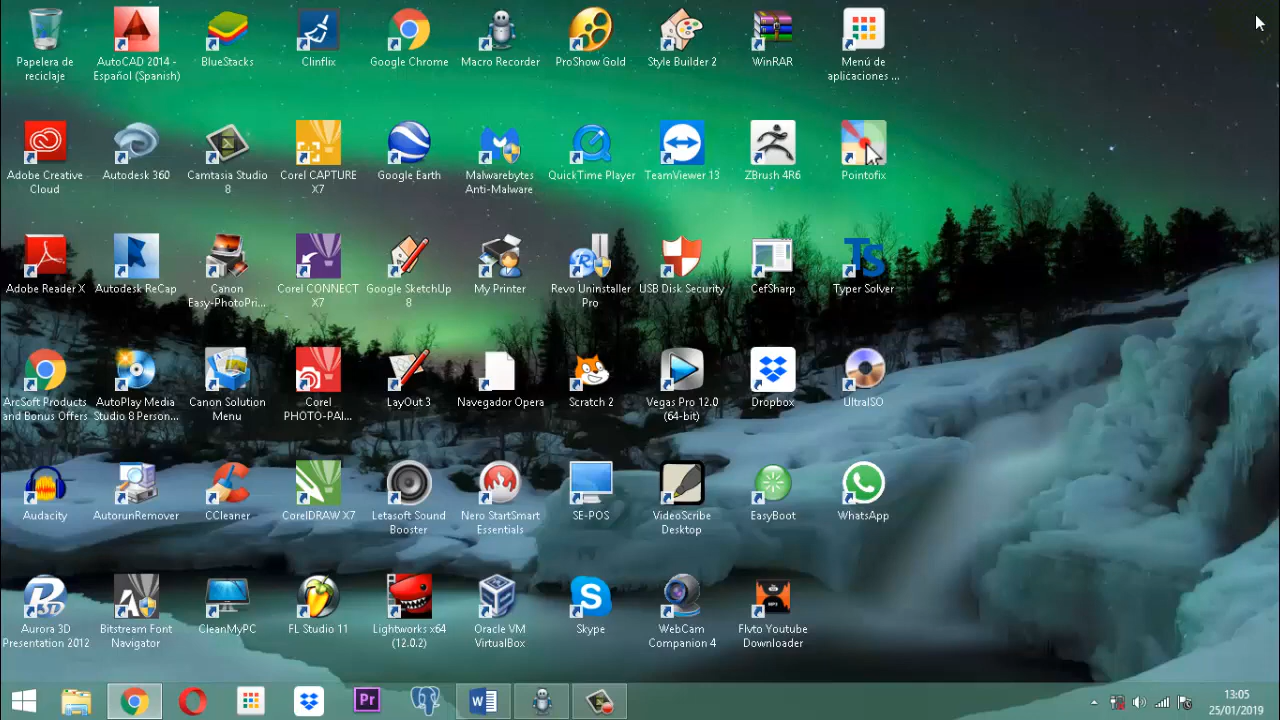 Papelera de
reciclaje
AutoCAD 2014 -
Español (Spanish)
BlueStacks
Clinflix
Google Chrome
Macro Recorder
ProShow Gold
Style Builder 2
WinRAR
Menú de
aplicaciones ...
Adobe Creative
Cloud
Autodesk 360
Camtasia Studio
8
Corel CAPTURE
X7
Google Earth
Malwarebytes
Anti-Malware
QuickTime Player
TeamViewer 13
ZBrush 4R6
Pointofix
Adobe Reader X
Autodesk ReCap
Canon
Easy-PhotoPri...
Corel CONNECT
X7
Google SketchUp
8
My Printer
Revo Uninstaller
Pro
USB Disk Security
CefSharp
Ts
Typer Solver
ArcSoft Products
and Bonus Offers
AutoPlay Media
Studio 8 Person...
Canon Solution
Menu
Corel
PHOTO-PAI...
LayOut 3
Navegador Opera
Scratch 2
Vegas Pro 12.0
(64-bit)
Dropbox
UltraISO
Audacity
AutorunRemover
CCleaner
CorelDRAW X7
Letasoft Sound
Booster
Nero StartSmart
Essentials
SE-POS
VideoScribe
Desktop
EasyBoot
WhatsApp
Aurora 3D
Presentation 2012
Bitstream Font
Navigator
CleanMyPC
FL Studio 11
Lightworks x64
(12.0.2)
Oracle VM
VirtualBox
Skype
WebCam
Companion 4
Flvto Youtube
Downloader
Pr
W
13:05
25/01/2019